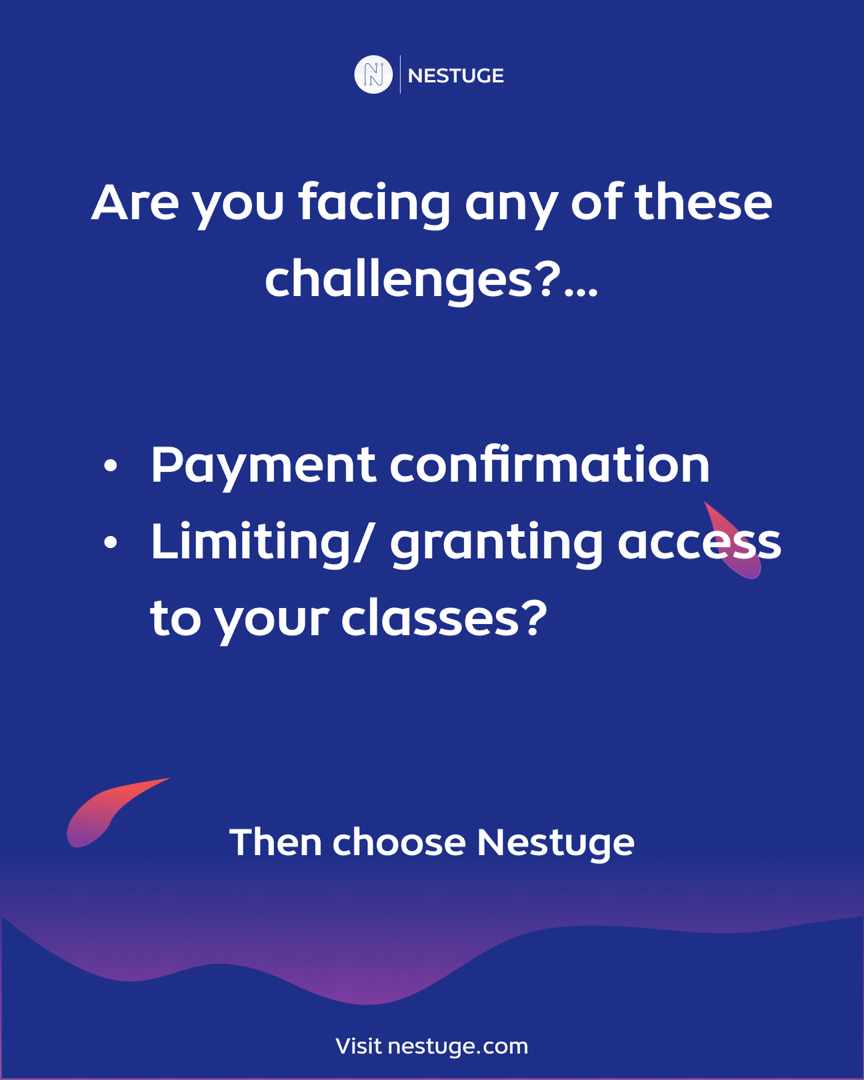 NESTUGE
Are you facing any of these
challenges?...
• Payment confirmation
• Limiting/ granting access
to your classes?
Then choose Nestuge
Visit nestuge.com